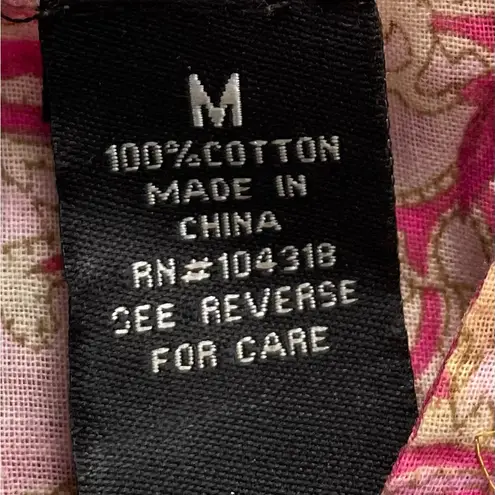 M
100%COTTON
MADE IN
CHINA
RN#104318
SEE REVERSE
FOR CARE